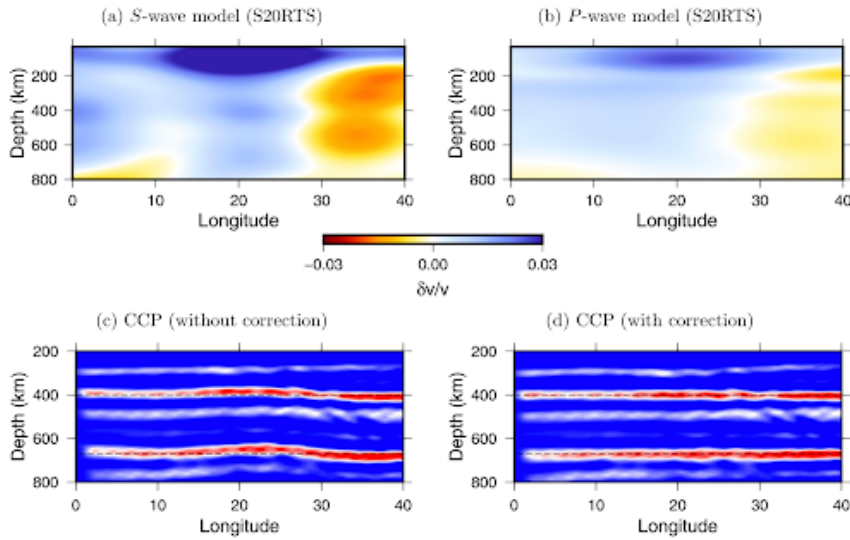 (a) S-wave model (S20RTS)
(b) P-wave model (S20RTS)
Depth (km)
200
400
600
800
0 10 20 30 40
Longitude
Depth (km)
200
400
600
800
0 10 20 30 40
Longitude
−0.03 0.00 0.03
δv/v
(c) CCP (without correction)
(d) CCP (with correction)
Depth (km)
200
400
600
800
0 10 20 30 40
Longitude
Depth (km)
200
400
600
800
0 10 20 30 40
Longitude